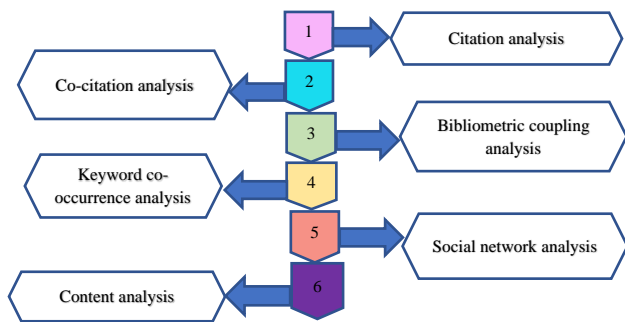 1
Citation analysis
Co-citation analysis
2
3
Bibliometric coupling
analysis
Keyword co-
occurrence analysis
4
5
Social network analysis
Content analysis
6